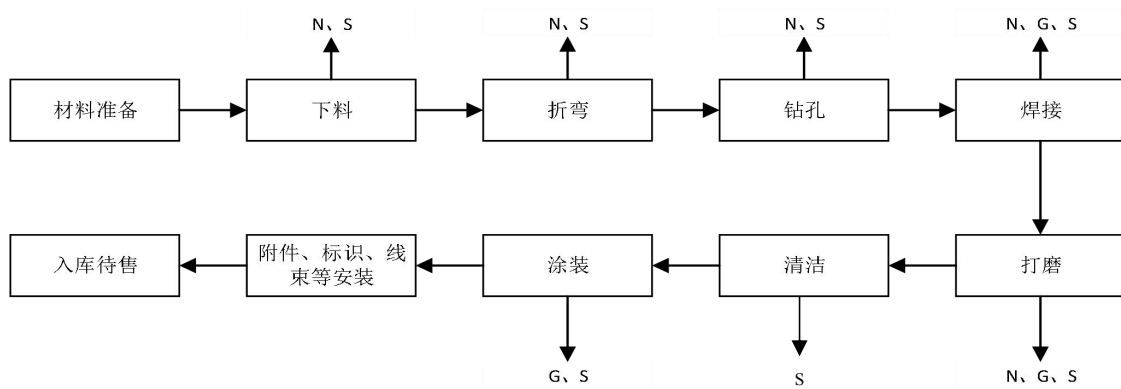 N、S
N、S
N、S
N、G、S
材料准备
下料
折弯
钻孔
焊接
入库待售
附件、标识、线
束等安装
涂装
清洁
打磨
G、S
S
N、G、S